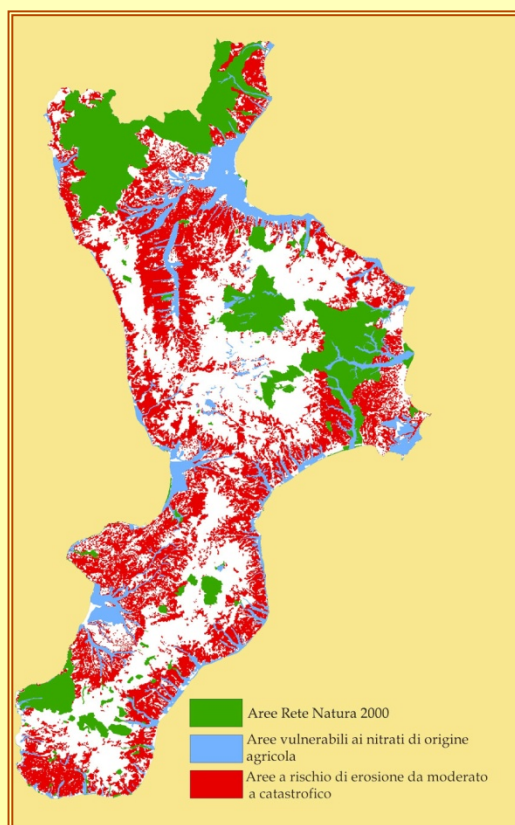 Aree Rete Natura 2000
Aree vulnerabili ai nitrati di origine
agricola
Aree a rischio di erosione da moderato
a catastrofico